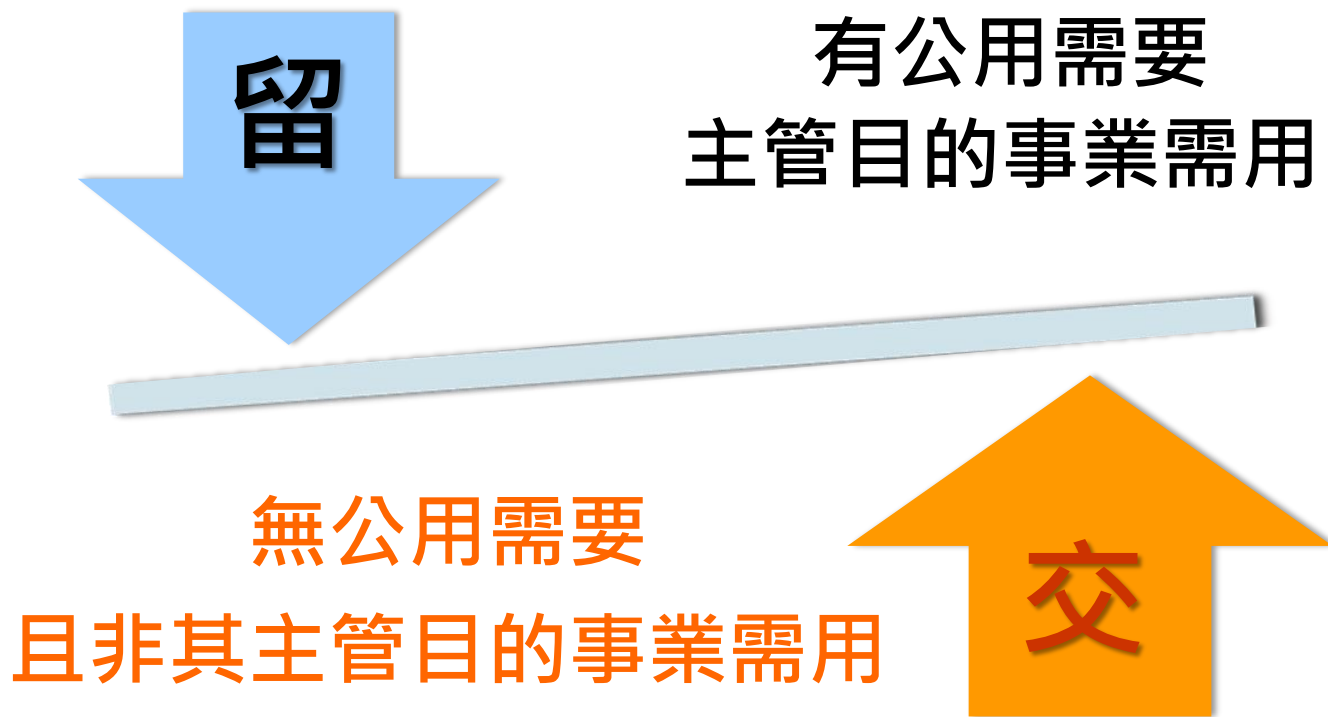 留
有公用需要
主管目的事業需用
無公用需要
且非其主管目的事業需用
交